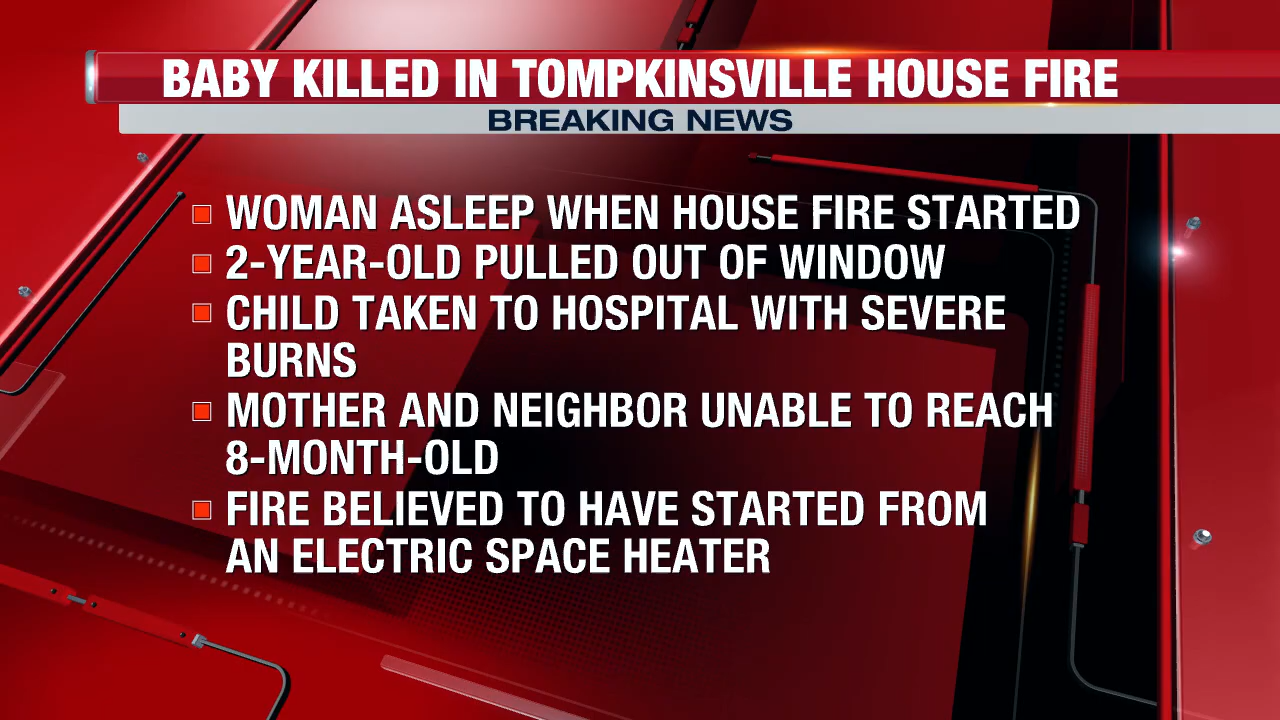 BABY KILLED IN TOMPKINSVILLE HOUSE FIRE
BREAKING NEWS
WOMAN ASLEEP WHEN HOUSE FIRE STARTED
2-YEAR-OLD PULLED OUT OF WINDOW
CHILD TAKEN TO HOSPITAL WITH SEVERE
BURNS
MOTHER AND NEIGHBOR UNABLE TO REACH
8-MONTH-OLD
FIRE BELIEVED TO HAVE STARTED FROM
AN ELECTRIC SPACE HEATER